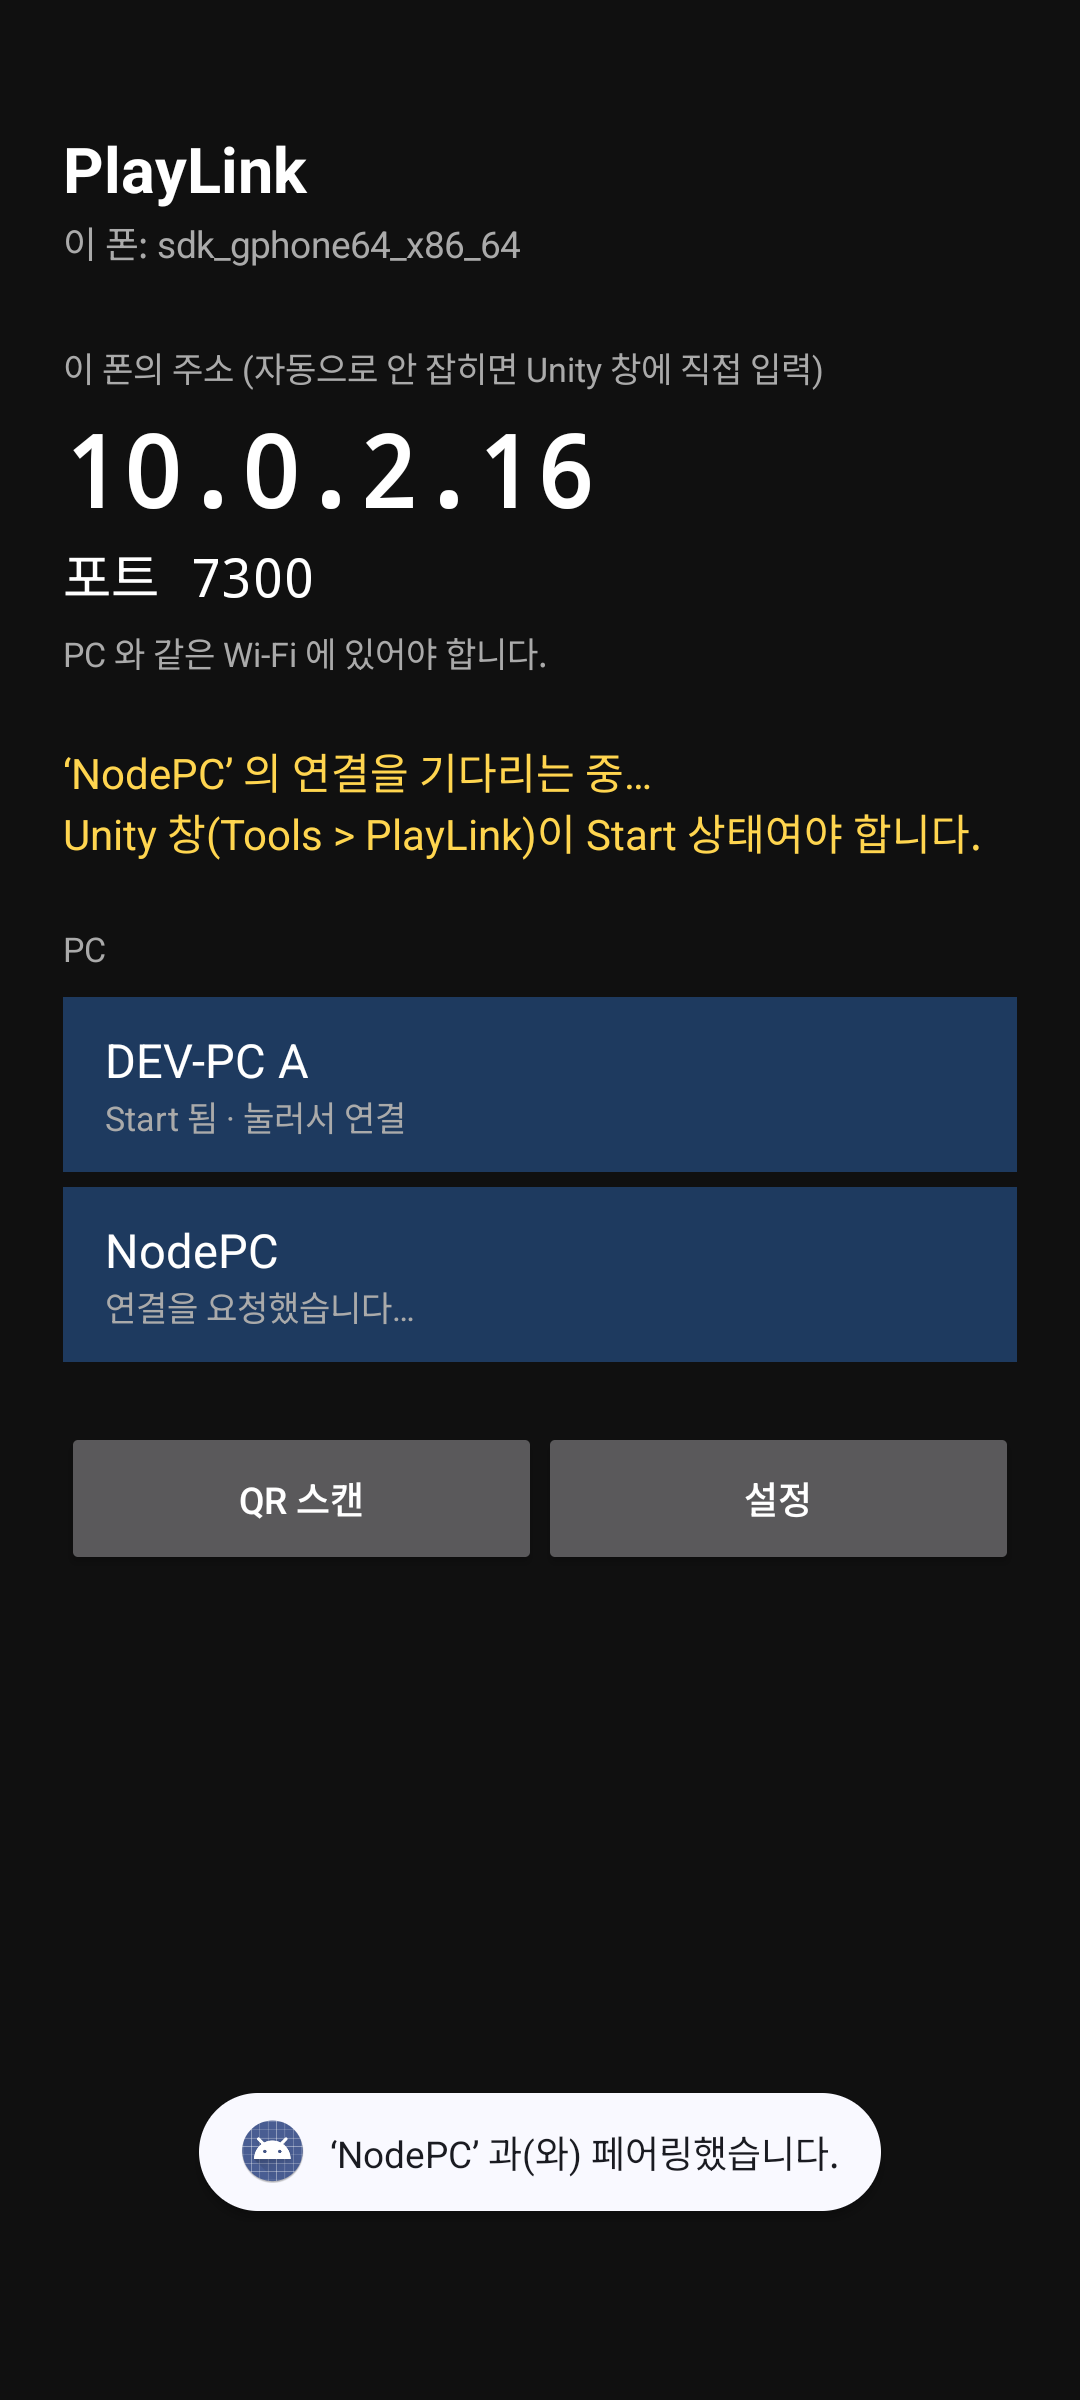 PlayLink
이 폰: sdk_gphone64_x86_64
이 폰의 주소 (자동으로 안 잡히면 Unity 창에 직접 입력)
10.0.2.16
포트 7300
PC 와 같은 Wi-Fi 에 있어야 합니다.
‘NodePC’ 의 연결을 기다리는 중…
Unity 창(Tools > PlayLink)이 Start 상태여야 합니다.
PC
DEV-PC A
Start 됨 · 눌러서 연결
NodePC
연결을 요청했습니다…
QR 스캔
설정
‘NodePC’ 과(와) 페어링했습니다.